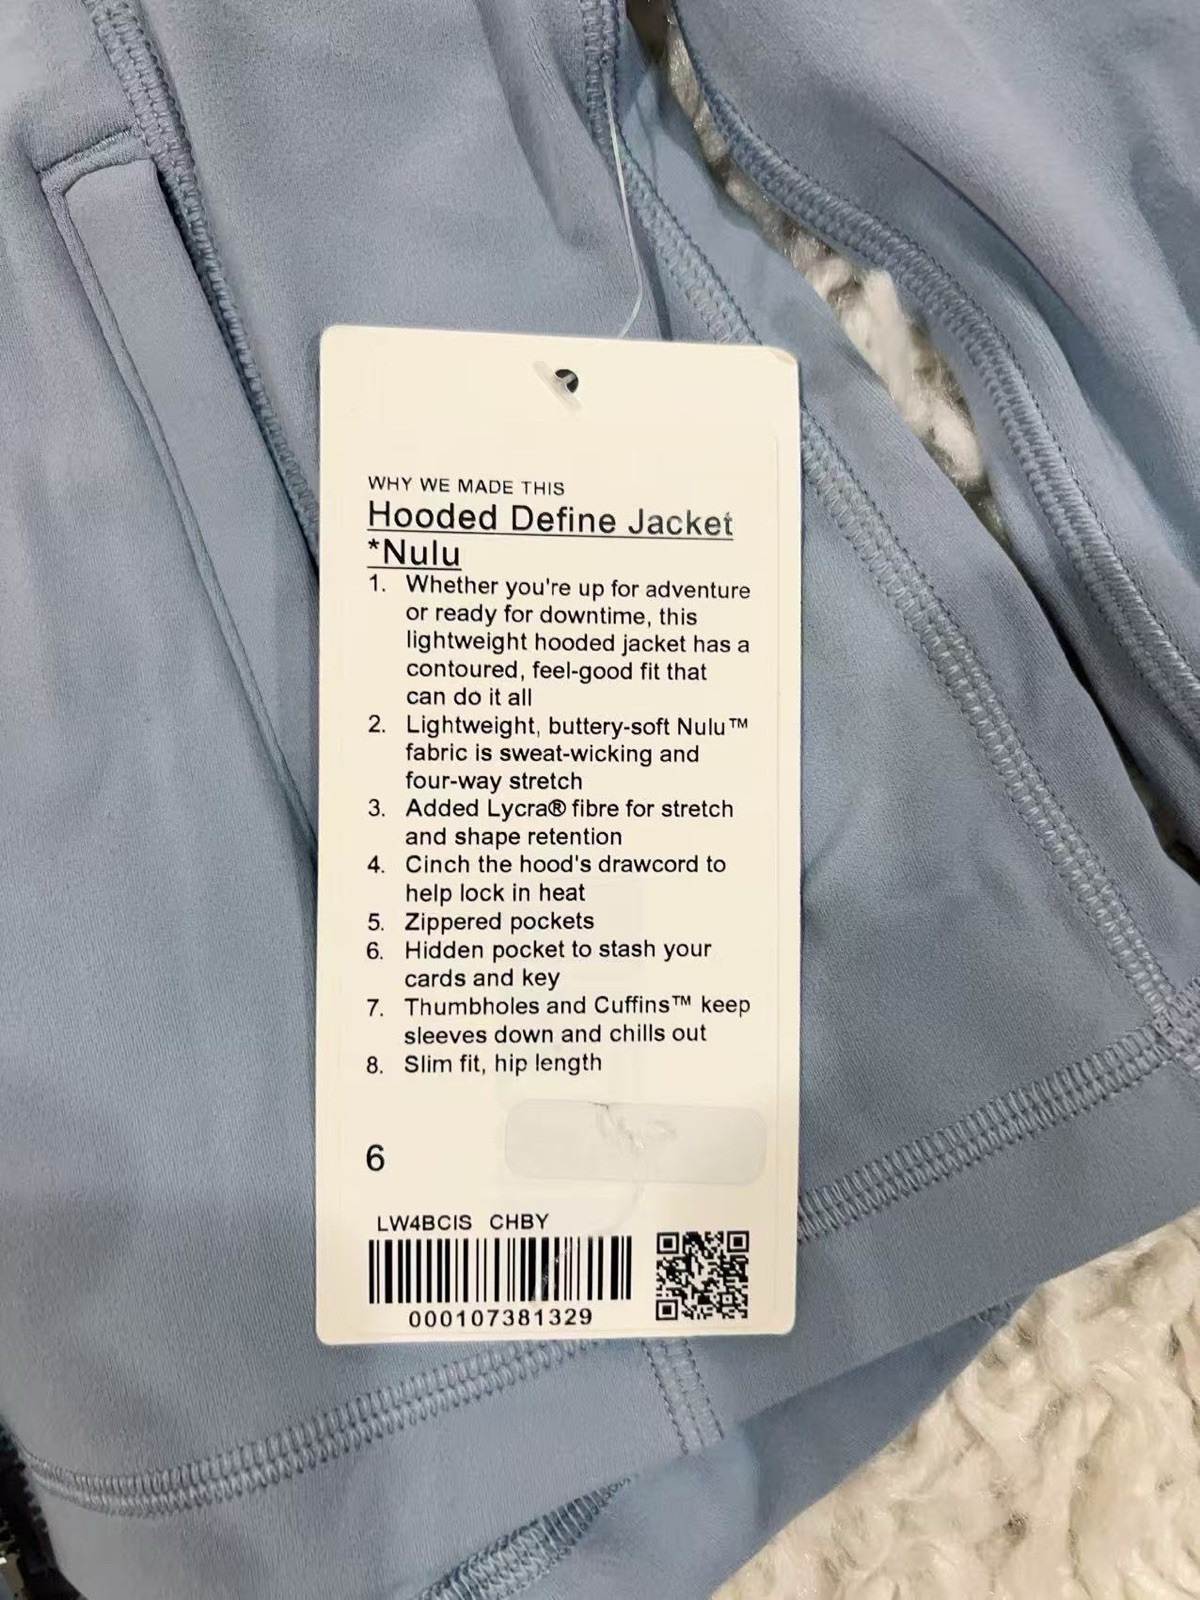 WHY WE MADE THIS
Hooded Define Jacket
*Nulu
1. Whether you're up for adventure
or ready for downtime, this
lightweight hooded jacket has a
contoured, feel-good fit that
can do it all
2. Lightweight, buttery-soft Nulu™
fabric is sweat-wicking and
four-way stretch
3. Added Lycra® fibre for stretch
and shape retention
4. Cinch the hood's drawcord to
help lock in heat
5. Zippered pockets
6. Hidden pocket to stash your
cards and key
7. Thumbholes and Cuffins™ keep
sleeves down and chills out
8. Slim fit, hip length
6
LW4BCIS CHBY
000107381329